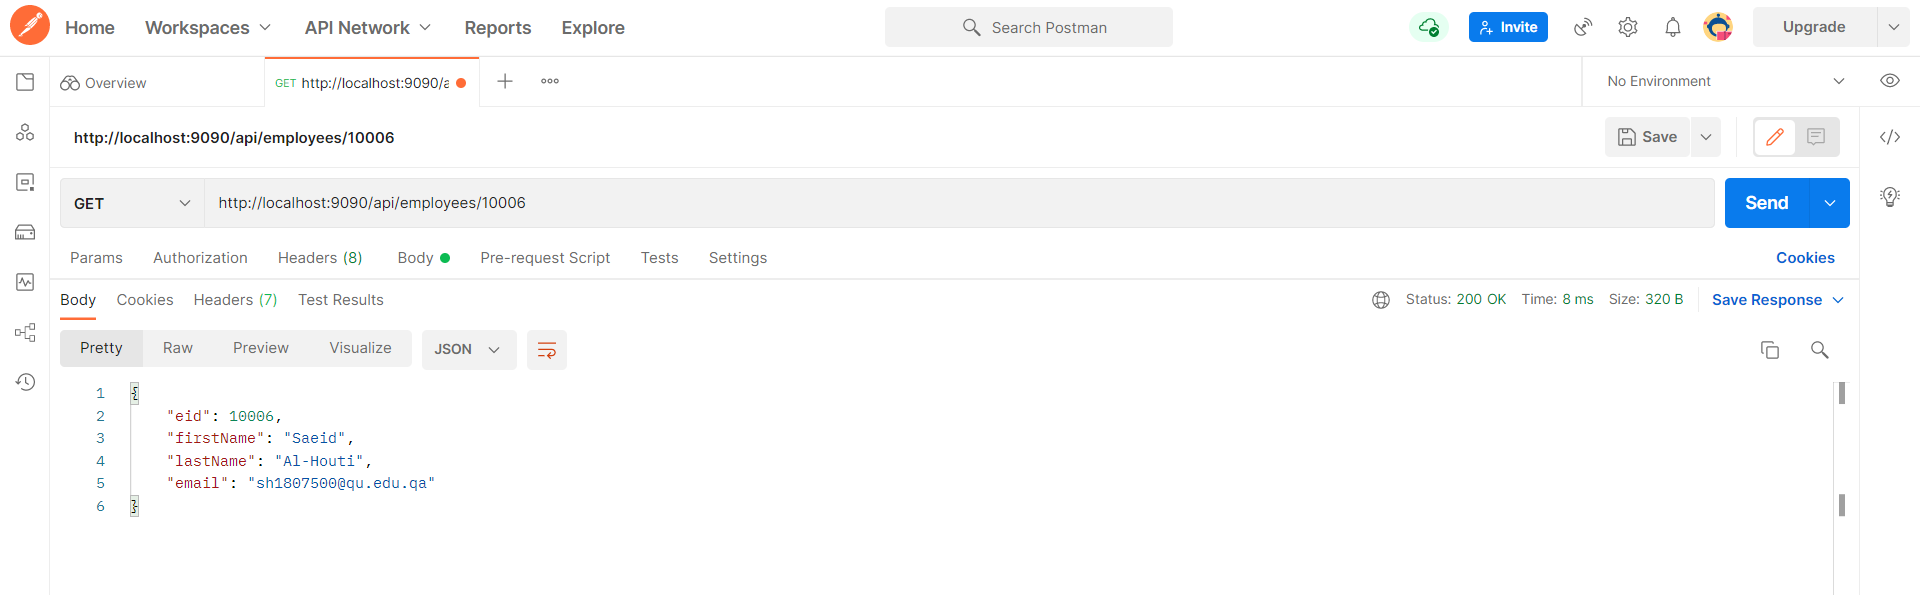 Home Workspaces API Network Reports Explore Search Postman Invite Upgrade
Overview GET http://localhost:9090/a No Environment
http://localhost:9090/api/employees/10006 Save
GET http://localhost:9090/api/employees/10006 Send
Params Authorization Headers (8) Body Pre-request Script Tests Settings Cookies
Body Cookies Headers (7) Test Results Status: 200 OK Time: 8 ms Size: 320 B Save Response
Pretty Raw Preview Visualize JSON
1 {
2 "eid": 10006,
3 "firstName": "Saeid",
4 "lastName": "Al-Houti",
5 "email": "sh1807500@qu.edu.qa"
6 }